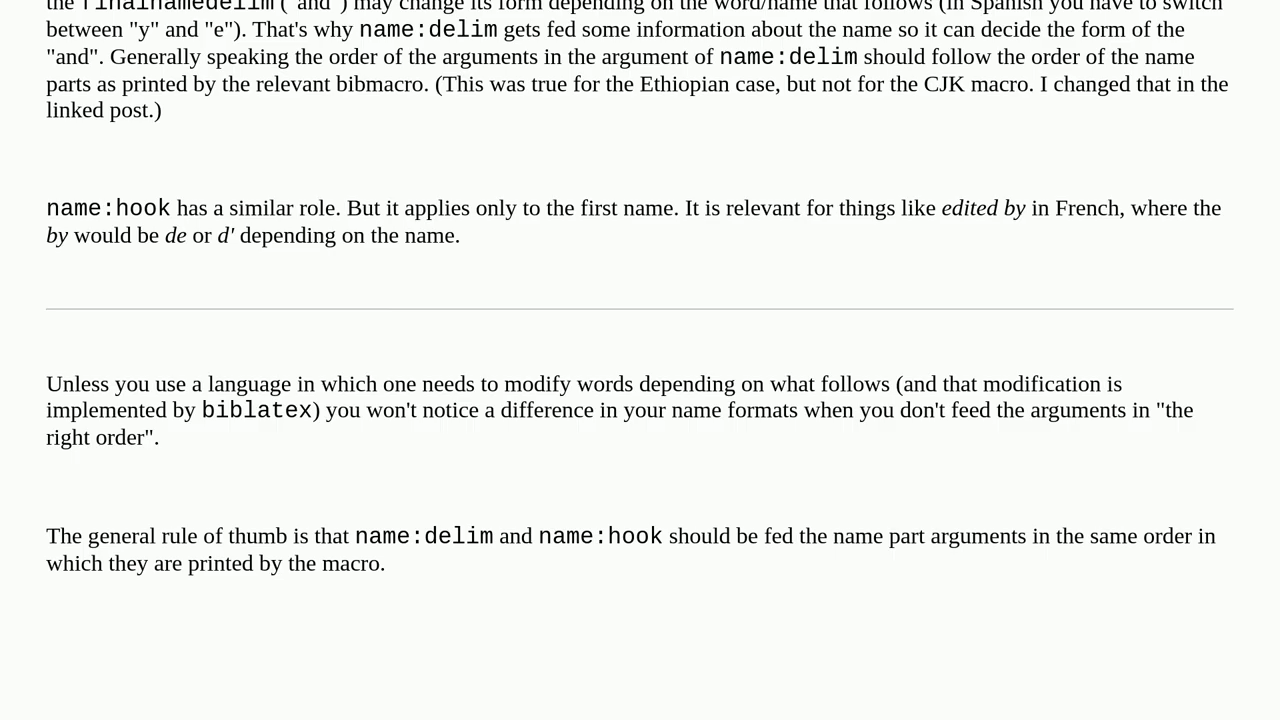 the finalnamedelim ("and") may change its form depending on the word/name that follows (in Spanish you have to switch
between "y" and "e"). That's why name:delim gets fed some information about the name so it can decide the form of the
"and". Generally speaking the order of the arguments in the argument of name:delim should follow the order of the name
parts as printed by the relevant bibmacro. (This was true for the Ethiopian case, but not for the CJK macro. I changed that in the
linked post.)
name:hook has a similar role. But it applies only to the first name. It is relevant for things like edited by in French, where the
by would be de or d' depending on the name.
Unless you use a language in which one needs to modify words depending on what follows (and that modification is
implemented by biblatex) you won't notice a difference in your name formats when you don't feed the arguments in "the
right order".
The general rule of thumb is that name:delim and name:hook should be fed the name part arguments in the same order in
which they are printed by the macro.